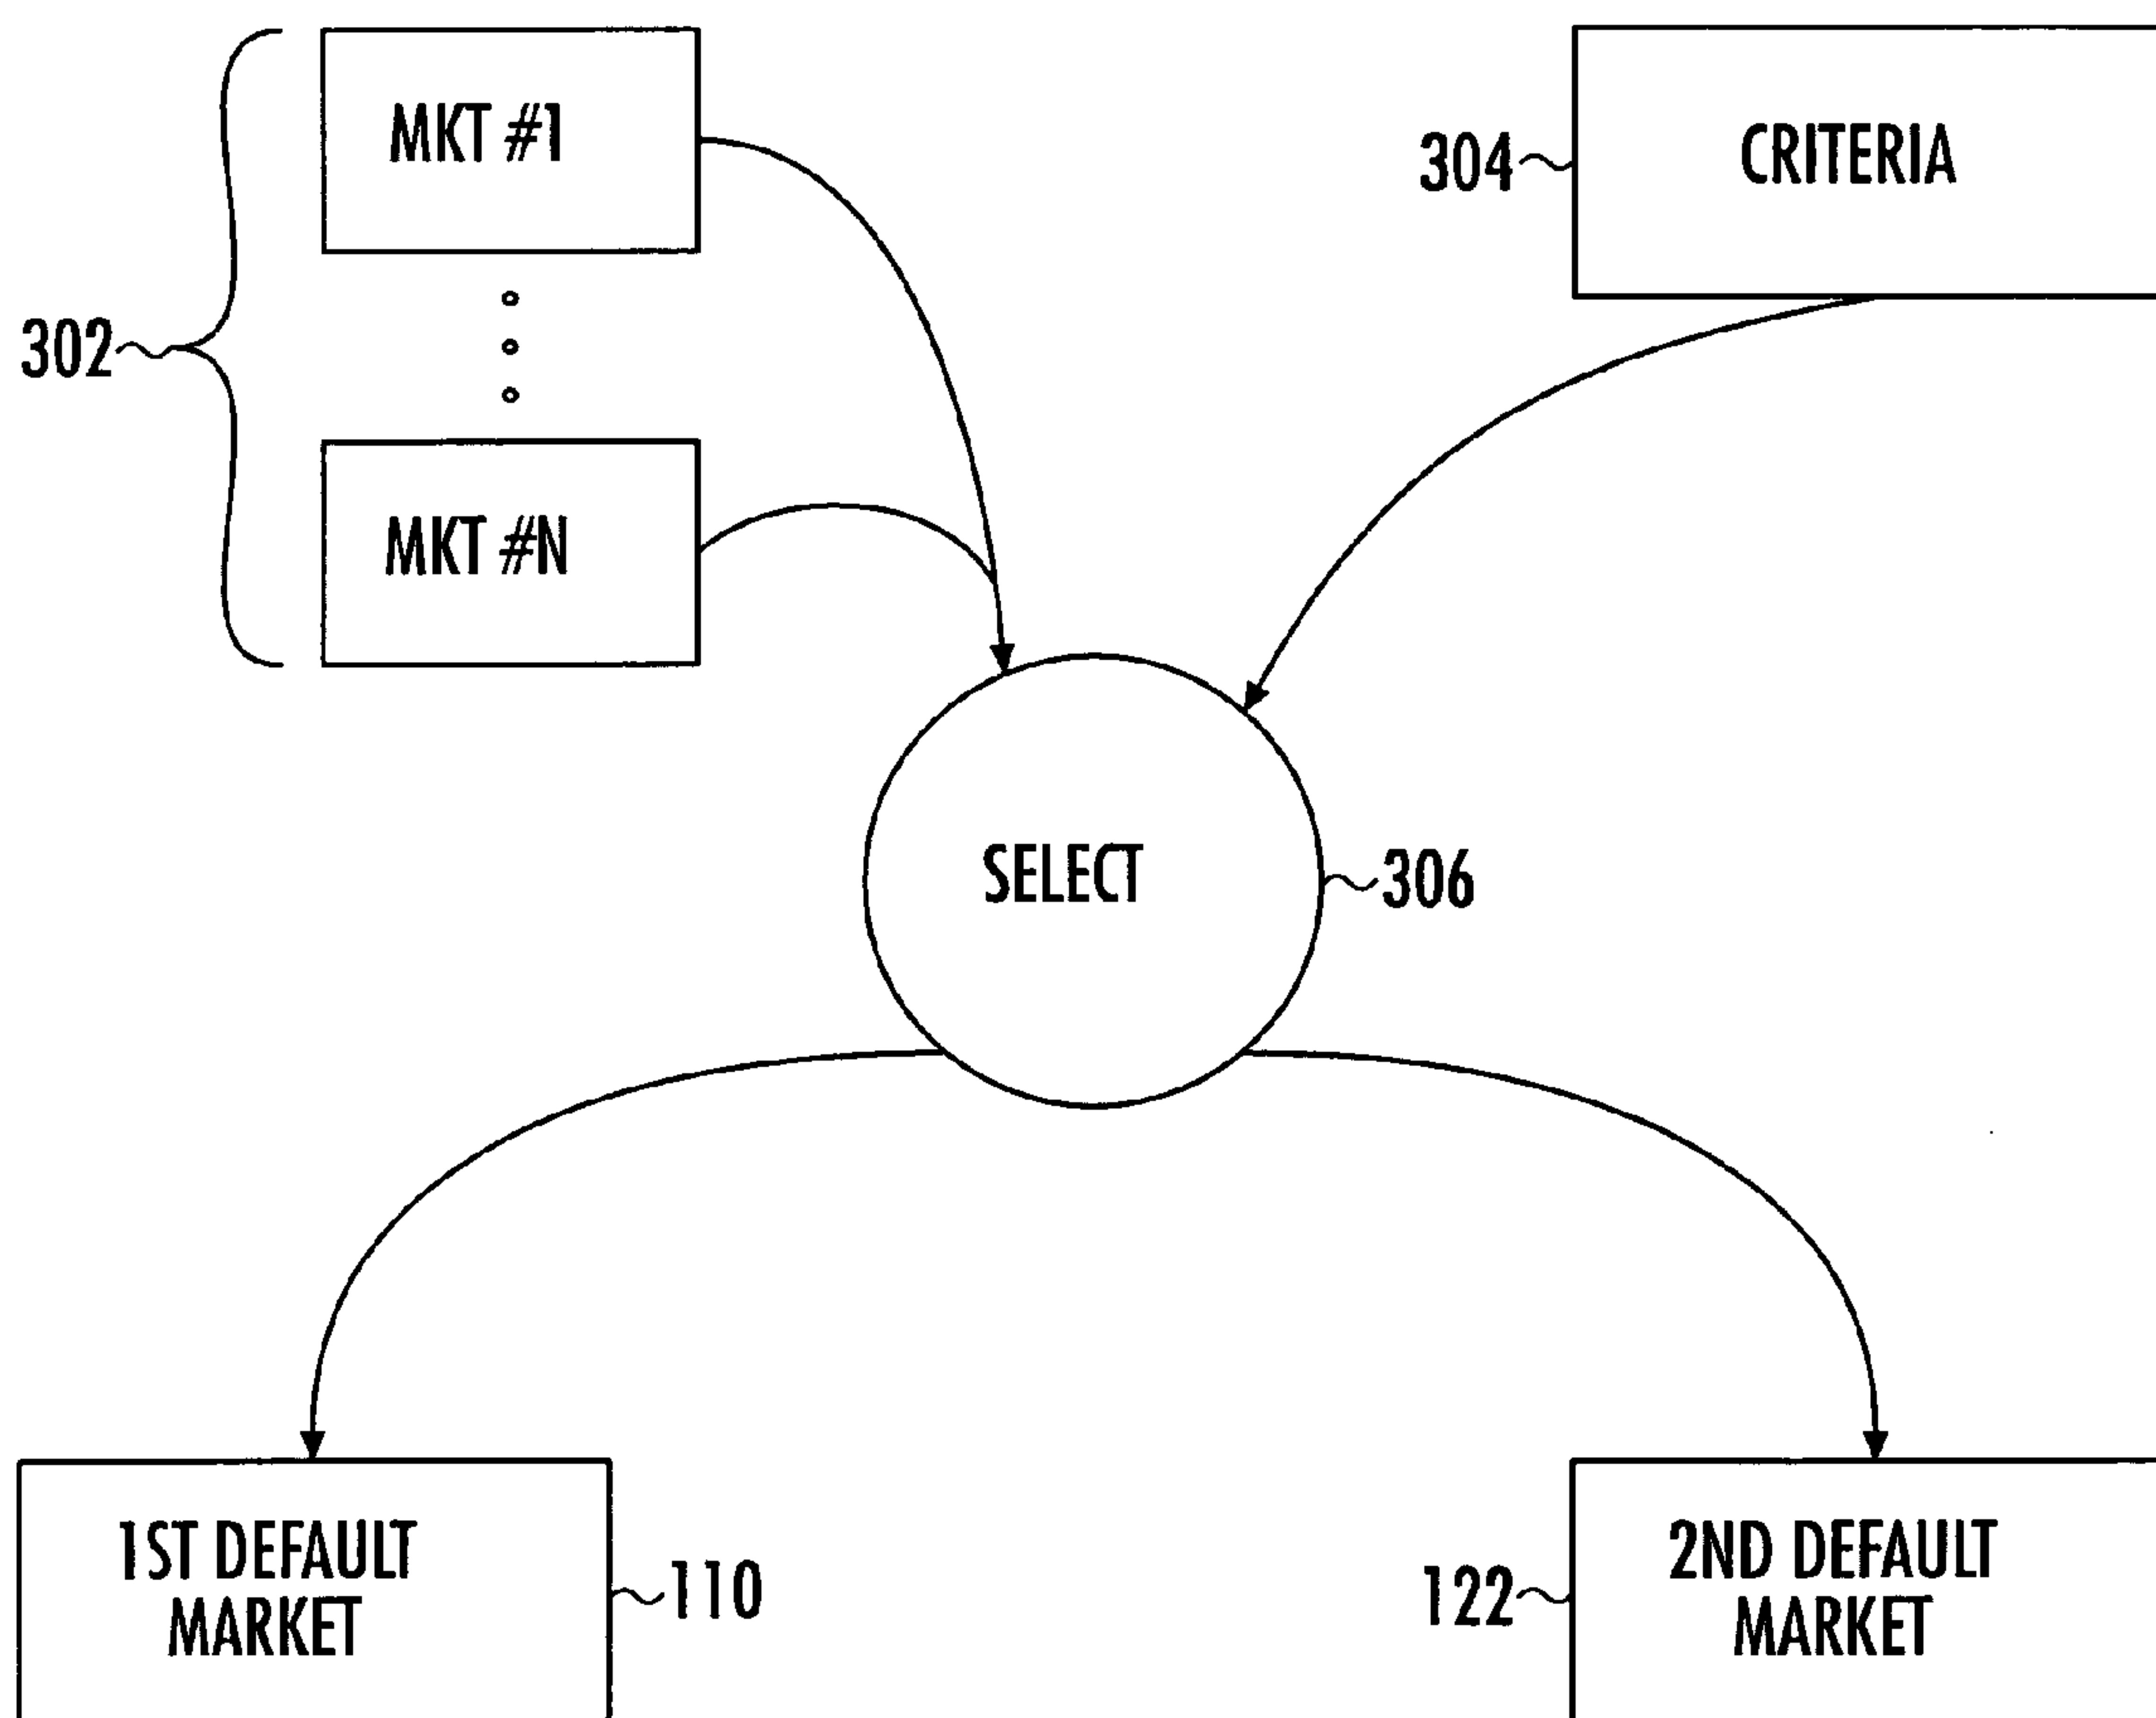 MKT #1
304
CRITERIA
302
MKT #N
SELECT
306
1ST DEFAULT
MARKET
110
122
2ND DEFAULT
MARKET